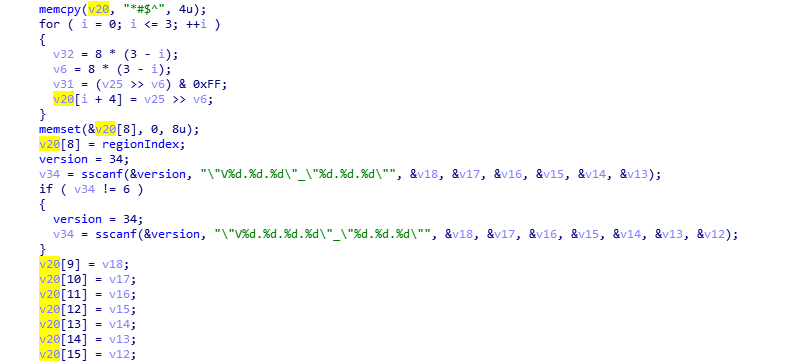 memcpy(v20, "*#$^", 4u);
for ( i = 0; i <= 3; ++i )
{
v32 = 8 * (3 - i);
v6 = 8 * (3 - i);
v31 = (v25 >> v6) & 0xFF;
v20[i + 4] = v25 >> v6;
}
memset(&v20[8], 0, 8u);
v20[8] = regionIndex;
version = 34;
v34 = sscanf(&version, "\"V%d.%d.%d\"_\"%d.%d.%d\"", &v18, &v17, &v16, &v15, &v14, &v13);
if ( v34 != 6 )
{
version = 34;
v34 = sscanf(&version, "\"V%d.%d.%d.%d\"_\"%d.%d.%d\"", &v18, &v17, &v16, &v15, &v14, &v13, &v12);
}
v20[9] = v18;
v20[10] = v17;
v20[11] = v16;
v20[12] = v15;
v20[13] = v14;
v20[14] = v13;
v20[15] = v12;